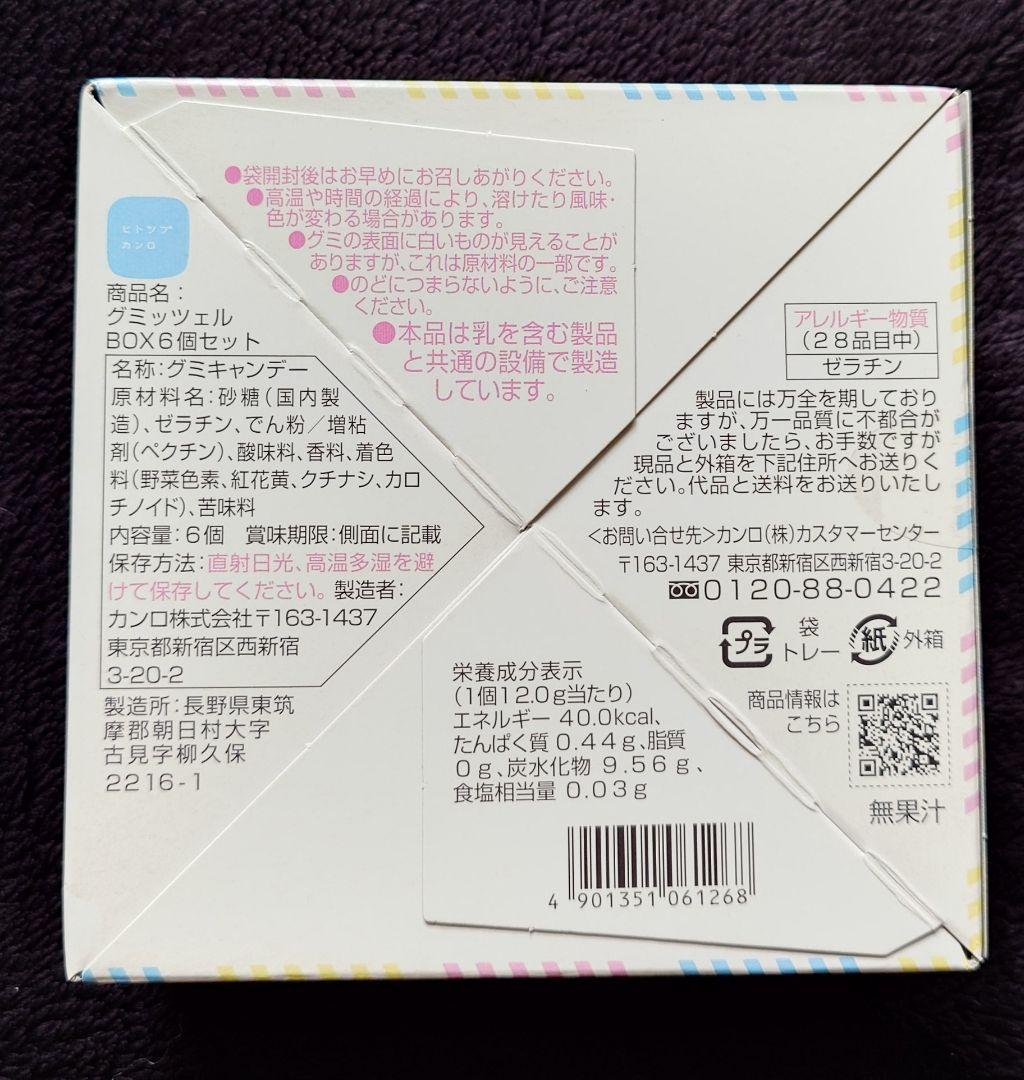 ●袋開封後はお早めにお召しあがりください。
●高温や時間の経過により、溶けたり風味・
色が変わる場合があります。
●グミの表面に白いものが見えることが
ありますが、これは原材料の一部です。
●のどにつまらないように、ご注意
ください。
●本品は乳を含む製品
と共通の設備で製造
しています。
ヒトツブ
カンロ
商品名：
グミッツェル
BOX6個セット
名称：グミキャンデー
原材料名：砂糖（国内製
造）、ゼラチン、でん粉／増粘
剤（ペクチン）、酸味料、香料、着色
料（野菜色素、紅花黄、クチナシ、カロ
チノイド）、苦味料
内容量：6個　賞味期限：側面に記載
保存方法：直射日光、高温多湿を避
けて保存してください。製造者：
カンロ株式会社〒163-1437
東京都新宿区西新宿
3-20-2
製造所：長野県東筑
摩郡朝日村大字
古見字柳久保
2216-1
アレルギー物質
（28品目中）
ゼラチン
製品には万全を期しており
ますが、万一品質に不都合が
ございましたら、お手数ですが
現品と外箱を下記住所へお送りく
ださい。代品と送料をお送りいたし
ます。
＜お問い合せ先＞カンロ（株）カスタマーセンター
〒163-1437 東京都新宿区西新宿3-20-2
0120-88-0422
プラ 袋 トレー 紙 外箱
商品情報は
こちら
無果汁
栄養成分表示
（1個12.0g当たり）
エネルギー 40.0kcal、
たんぱく質 0.44g、脂質
0g、炭水化物 9.56g、
食塩相当量 0.03g
4 901351 061268